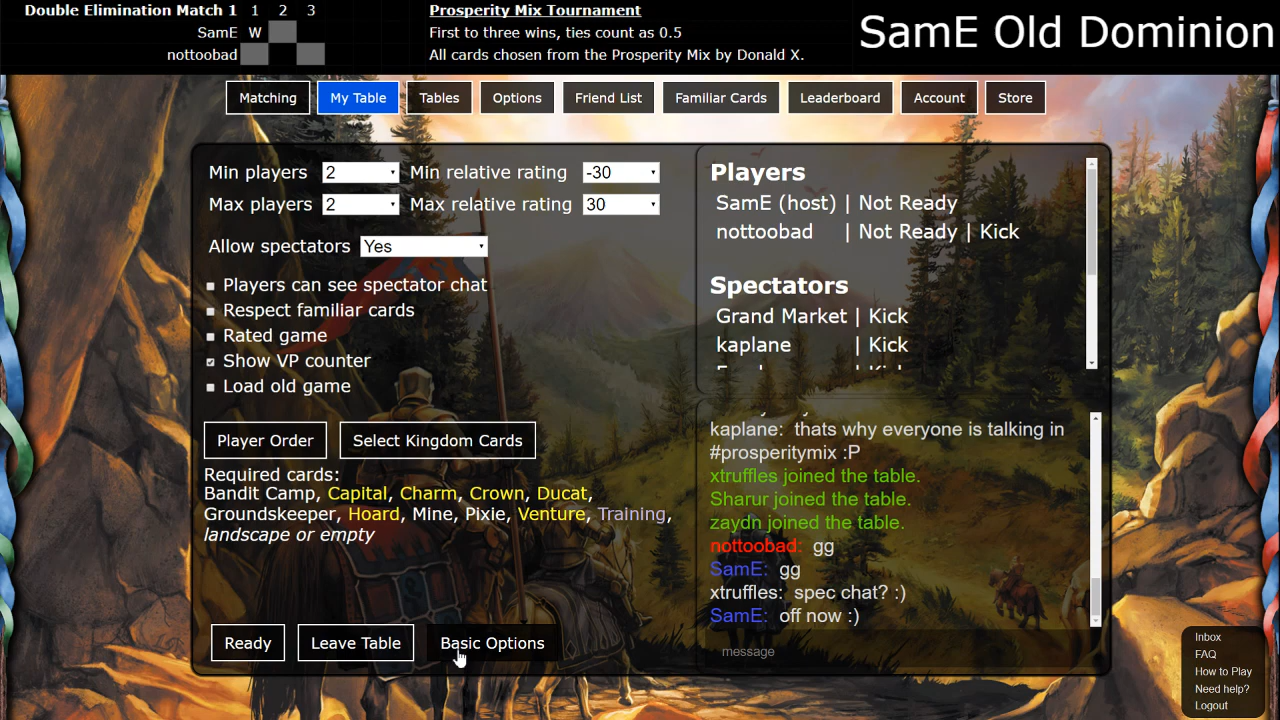 Double Elimination Match 1 1 2 3
SamE W
nottoobad
Prosperity Mix Tournament
First to three wins, ties count as 0.5
All cards chosen from the Prosperity Mix by Donald X.
SamE Old Dominion
Matching My Table Tables Options Friend List Familiar Cards Leaderboard Account Store
Min players 2 Min relative rating -30
Max players 2 Max relative rating 30
Allow spectators Yes
Players can see spectator chat
Respect familiar cards
Rated game
Show VP counter
Load old game
Player Order Select Kingdom Cards
Required cards:
Bandit Camp, Capital, Charm, Crown, Ducat,
Groundskeeper, Hoard, Mine, Pixie, Venture, Training,
landscape or empty
Ready Leave Table Basic Options
Players
SamE (host) | Not Ready
nottoobad | Not Ready | Kick
Spectators
Grand Market | Kick
kaplane | Kick
kaplane: thats why everyone is talking in
#prosperitymix :P
xtruffles joined the table.
Sharur joined the table.
zaydn joined the table.
nottoobad: gg
SamE: gg
xtruffles: spec chat? :)
SamE: off now :)
message
Inbox
FAQ
How to Play
Need help?
Logout